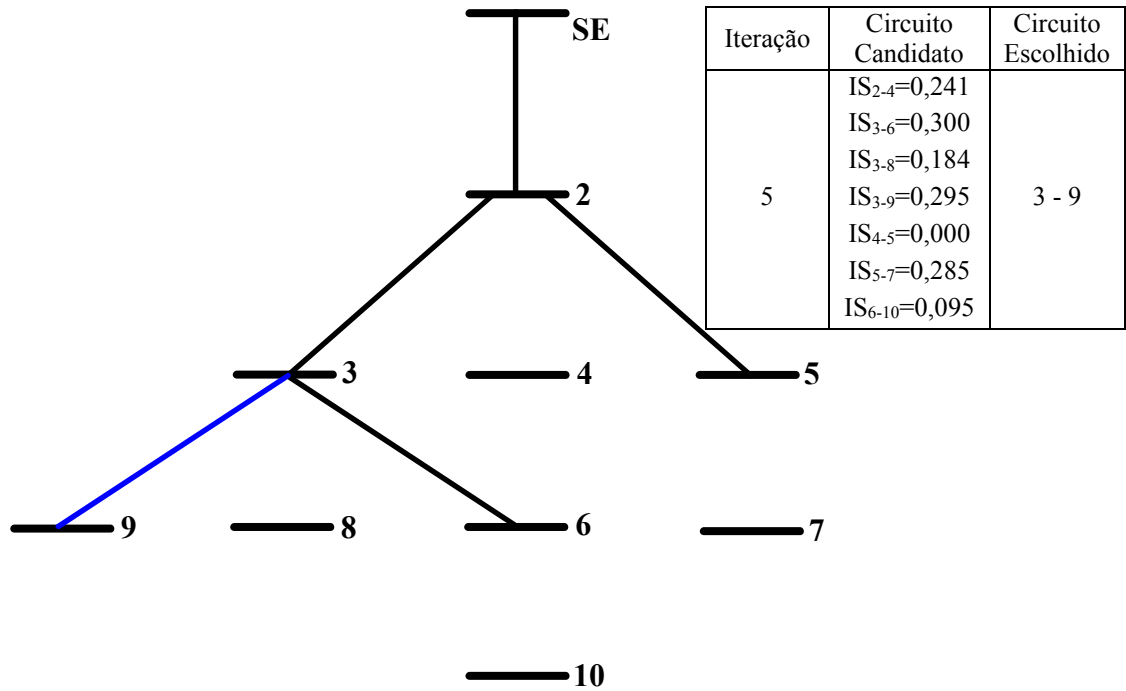 SE
Iteração
Circuito
Candidato
Circuito
Escolhido
5
IS2-4=0,241
IS3-6=0,300
IS3-8=0,184
IS3-9=0,295
IS4-5=0,000
IS5-7=0,285
IS6-10=0,095
3 - 9
2
3
4
5
9
8
6
7
10